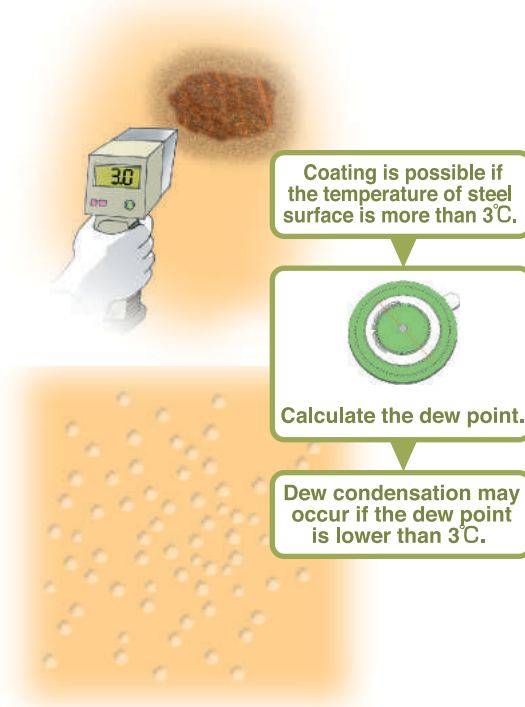 3.0
Coating is possible if
the temperature of steel
surface is more than 3℃.
Calculate the dew point.
Dew condensation may
occur if the dew point
is lower than 3℃.